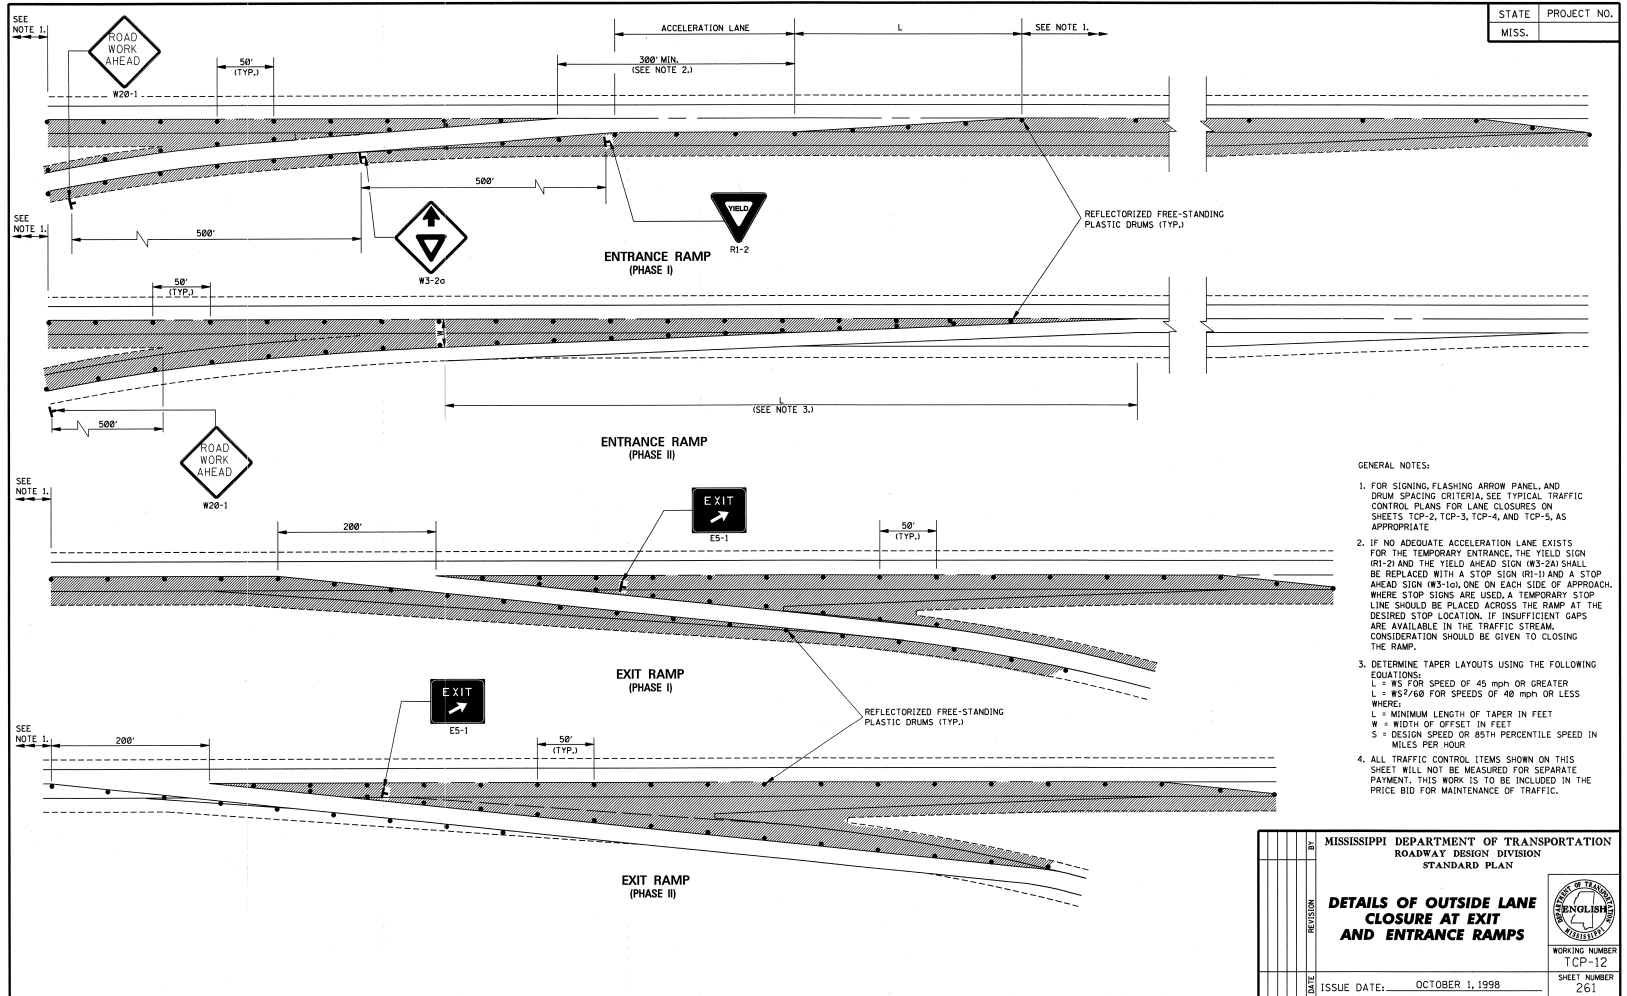 STATE PROJECT NO.
MISS.
SEE
NOTE 1.
ROAD
WORK
AHEAD
W20-1
50'
(TYP.)
ACCELERATION LANE
L
SEE NOTE 1.
300' MIN.
(SEE NOTE 2.)
500'
500'
W3-2a
YIELD
R1-2
REFLECTORIZED FREE-STANDING
PLASTIC DRUMS (TYP.)
ENTRANCE RAMP
(PHASE I)
SEE
NOTE 1.
50'
(TYP.)
W
L
(SEE NOTE 3.)
500'
ROAD
WORK
AHEAD
W20-1
ENTRANCE RAMP
(PHASE II)
SEE
NOTE 1.
200'
EXIT
E5-1
50'
(TYP.)
EXIT RAMP
(PHASE I)
REFLECTORIZED FREE-STANDING
PLASTIC DRUMS (TYP.)
SEE
NOTE 1.
200'
EXIT
E5-1
50'
(TYP.)
EXIT RAMP
(PHASE II)
GENERAL NOTES:
1. FOR SIGNING, FLASHING ARROW PANEL, AND
DRUM SPACING CRITERIA, SEE TYPICAL TRAFFIC
CONTROL PLANS FOR LANE CLOSURES ON
SHEETS TCP-2, TCP-3, TCP-4, AND TCP-5, AS
APPROPRIATE
2. IF NO ADEQUATE ACCELERATION LANE EXISTS
FOR THE TEMPORARY ENTRANCE, THE YIELD SIGN
(R1-2) AND THE YIELD AHEAD SIGN (W3-2A) SHALL
BE REPLACED WITH A STOP SIGN (R1-1) AND A STOP
AHEAD SIGN (W3-1a), ONE ON EACH SIDE OF APPROACH.
WHERE STOP SIGNS ARE USED, A TEMPORARY STOP
LINE SHOULD BE PLACED ACROSS THE RAMP AT THE
DESIRED STOP LOCATION. IF INSUFFICIENT GAPS
ARE AVAILABLE IN THE TRAFFIC STREAM,
CONSIDERATION SHOULD BE GIVEN TO CLOSING
THE RAMP.
3. DETERMINE TAPER LAYOUTS USING THE FOLLOWING
EQUATIONS:
L = WS FOR SPEED OF 45 mph OR GREATER
L = WS²/60 FOR SPEEDS OF 40 mph OR LESS
WHERE:
L = MINIMUM LENGTH OF TAPER IN FEET
W = WIDTH OF OFFSET IN FEET
S = DESIGN SPEED OR 85TH PERCENTILE SPEED IN
MILES PER HOUR
4. ALL TRAFFIC CONTROL ITEMS SHOWN ON THIS
SHEET WILL NOT BE MEASURED FOR SEPARATE
PAYMENT. THIS WORK IS TO BE INCLUDED IN THE
PRICE BID FOR MAINTENANCE OF TRAFFIC.
DATE REVISION BY
MISSISSIPPI DEPARTMENT OF TRANSPORTATION
ROADWAY DESIGN DIVISION
STANDARD PLAN
DETAILS OF OUTSIDE LANE
CLOSURE AT EXIT
AND ENTRANCE RAMPS
DEPARTMENT OF TRANSPORTATION
ENGLISH
MISSISSIPPI
WORKING NUMBER
TCP-12
SHEET NUMBER
261
ISSUE DATE: OCTOBER 1, 1998